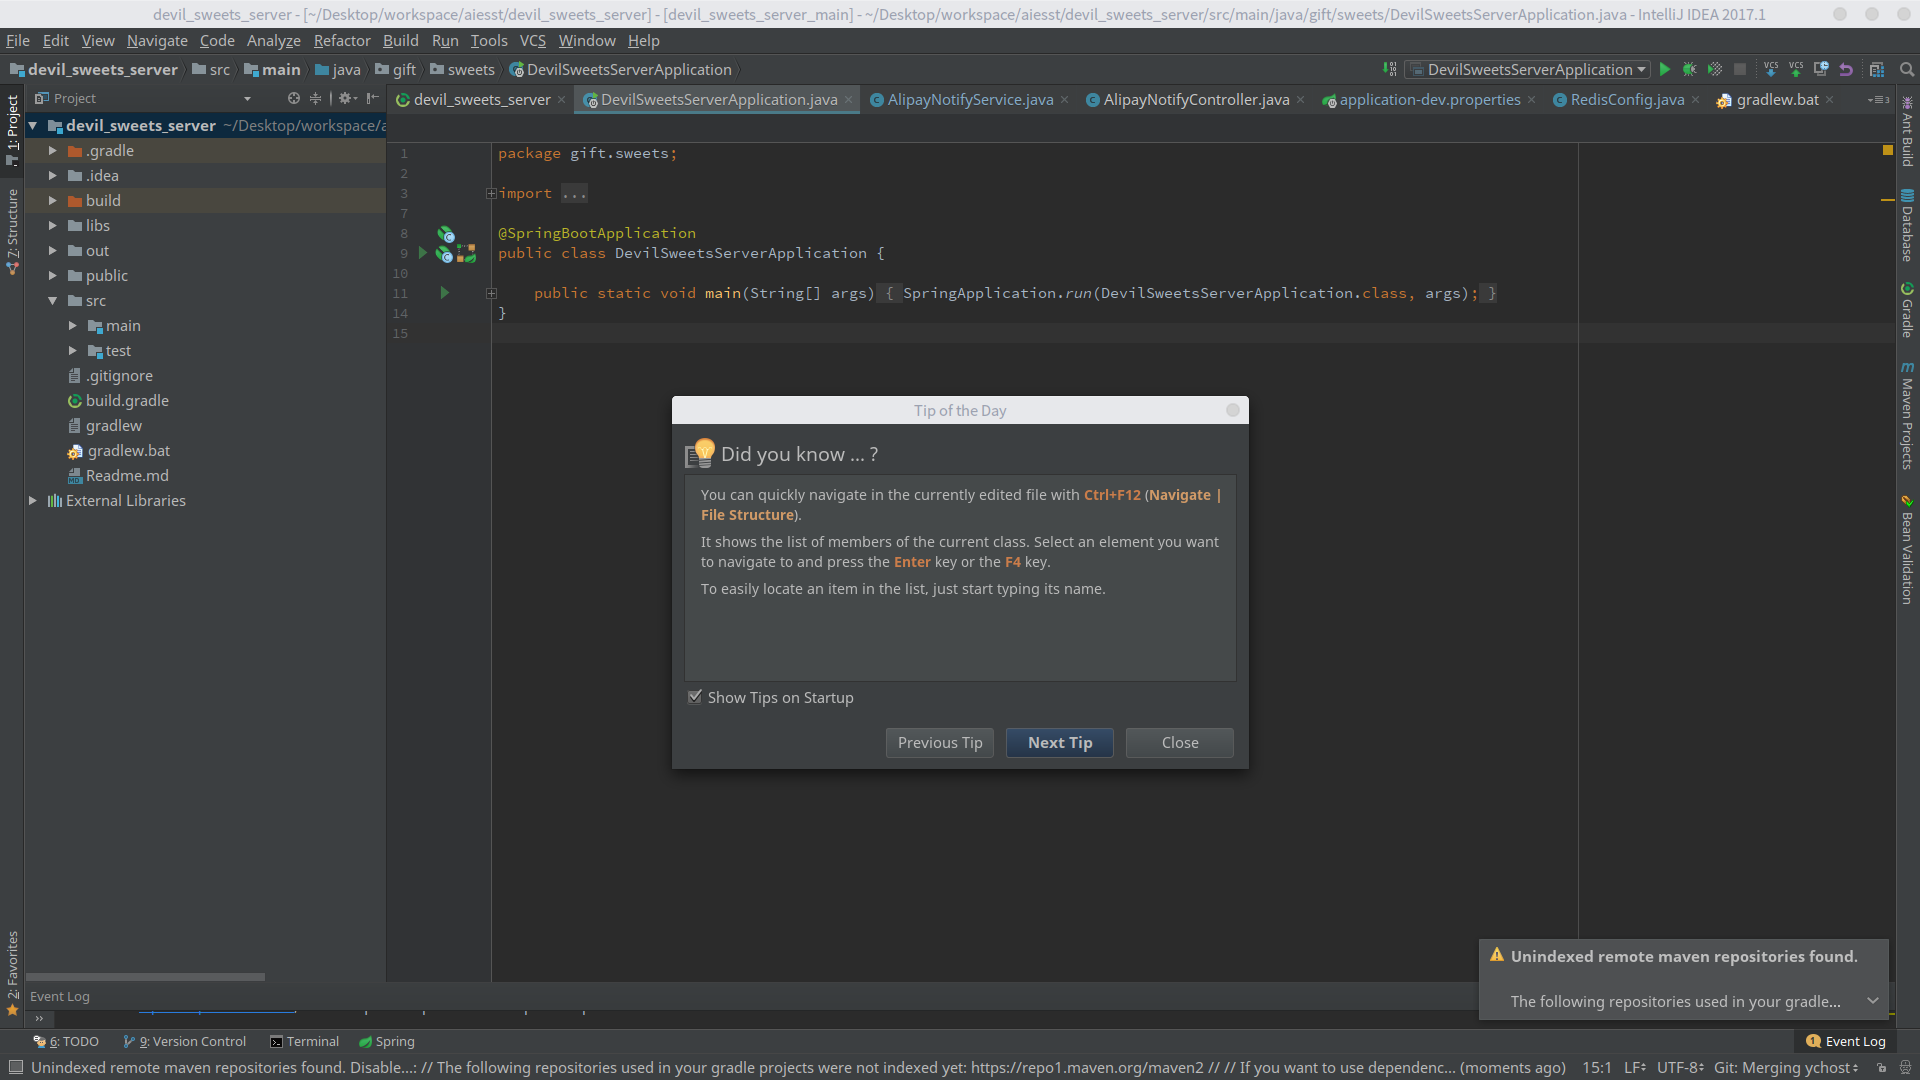 devil_sweets_server - [~/Desktop/workspace/aiesst/devil_sweets_server] - [devil_sweets_server_main] - ~/Desktop/workspace/aiesst/devil_sweets_server/src/main/java/gift/sweets/DevilSweetsServerApplication.java - IntelliJ IDEA 2017.1
File Edit View Navigate Code Analyze Refactor Build Run Tools VCS Window Help
devil_sweets_server src main java gift sweets DevilSweetsServerApplication DevilSweetsServerApplication VCS VCS
Project devil_sweets_server DevilSweetsServerApplication.java AlipayNotifyService.java AlipayNotifyController.java application-dev.properties RedisConfig.java gradlew.bat
1: Project
7: Structure
2: Favorites
devil_sweets_server ~/Desktop/workspace/a
.gradle
.idea
build
libs
out
public
src
main
test
.gitignore
build.gradle
gradlew
gradlew.bat
Readme.md
External Libraries
1 package gift.sweets;
2
3 import ...
7
8 @SpringBootApplication
9 public class DevilSweetsServerApplication {
10
11 public static void main(String[] args) { SpringApplication.run(DevilSweetsServerApplication.class, args); }
14 }
15
Ant Build
Database
Gradle
Maven Projects
Bean Validation
Tip of the Day
Did you know ... ?
You can quickly navigate in the currently edited file with Ctrl+F12 (Navigate |
File Structure).
It shows the list of members of the current class. Select an element you want
to navigate to and press the Enter key or the F4 key.
To easily locate an item in the list, just start typing its name.
Show Tips on Startup
Previous Tip Next Tip Close
Unindexed remote maven repositories found.
The following repositories used in your gradle...
Event Log
6: TODO 9: Version Control Terminal Spring 1 Event Log
Unindexed remote maven repositories found. Disable...: // The following repositories used in your gradle projects were not indexed yet: https://repo1.maven.org/maven2 // // If you want to use dependenc... (moments ago) 15:1 LF UTF-8 Git: Merging ychost